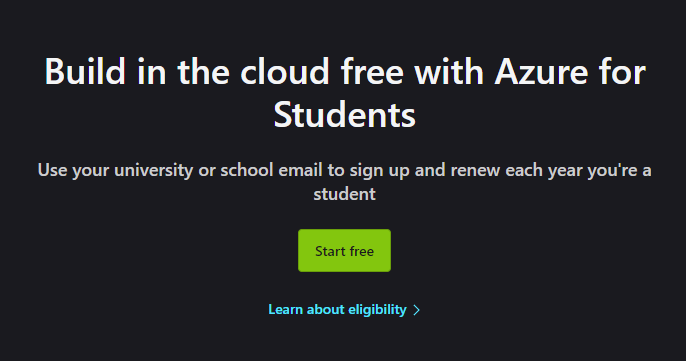 Build in the cloud free with Azure for
Students
Use your university or school email to sign up and renew each year you're a
student
Start free
Learn about eligibility